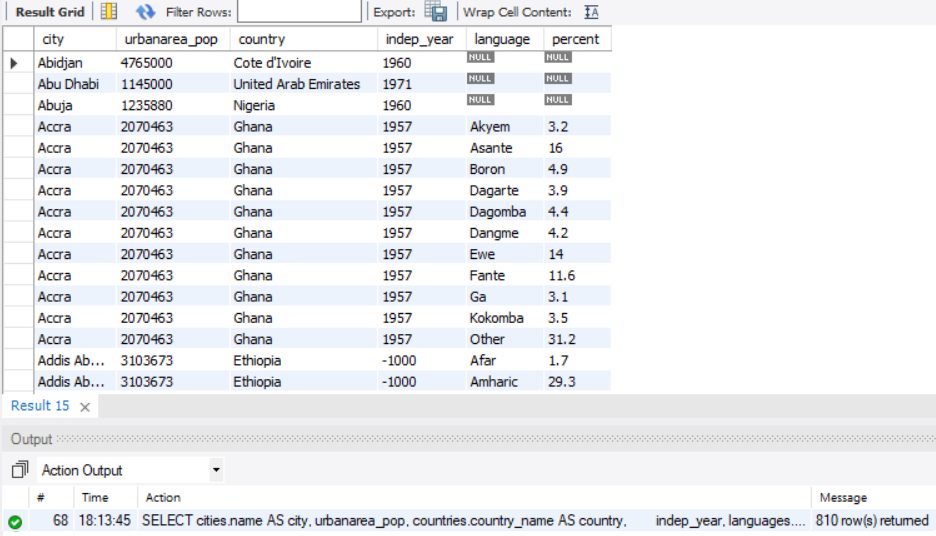 Result Grid Filter Rows: Export: Wrap Cell Content: IA
city urbanarea_pop country indep_year language percent
Abidjan 4765000 Cote d'Ivoire 1960 NULL NULL
Abu Dhabi 1145000 United Arab Emirates 1971 NULL NULL
Abuja 1235880 Nigeria 1960 NULL NULL
Accra 2070463 Ghana 1957 Akyem 3.2
Accra 2070463 Ghana 1957 Asante 16
Accra 2070463 Ghana 1957 Boron 4.9
Accra 2070463 Ghana 1957 Dagarte 3.9
Accra 2070463 Ghana 1957 Dagomba 4.4
Accra 2070463 Ghana 1957 Dangme 4.2
Accra 2070463 Ghana 1957 Ewe 14
Accra 2070463 Ghana 1957 Fante 11.6
Accra 2070463 Ghana 1957 Ga 3.1
Accra 2070463 Ghana 1957 Kokomba 3.5
Accra 2070463 Ghana 1957 Other 31.2
Addis Ab... 3103673 Ethiopia -1000 Afar 1.7
Addis Ab... 3103673 Ethiopia -1000 Amharic 29.3
Result 15 ×
Output
Action Output
# Time Action Message
68 18:13:45 SELECT cities.name AS city, urbanarea_pop, countries.country_name AS country, indep_year, languages.... 810 row(s) returned